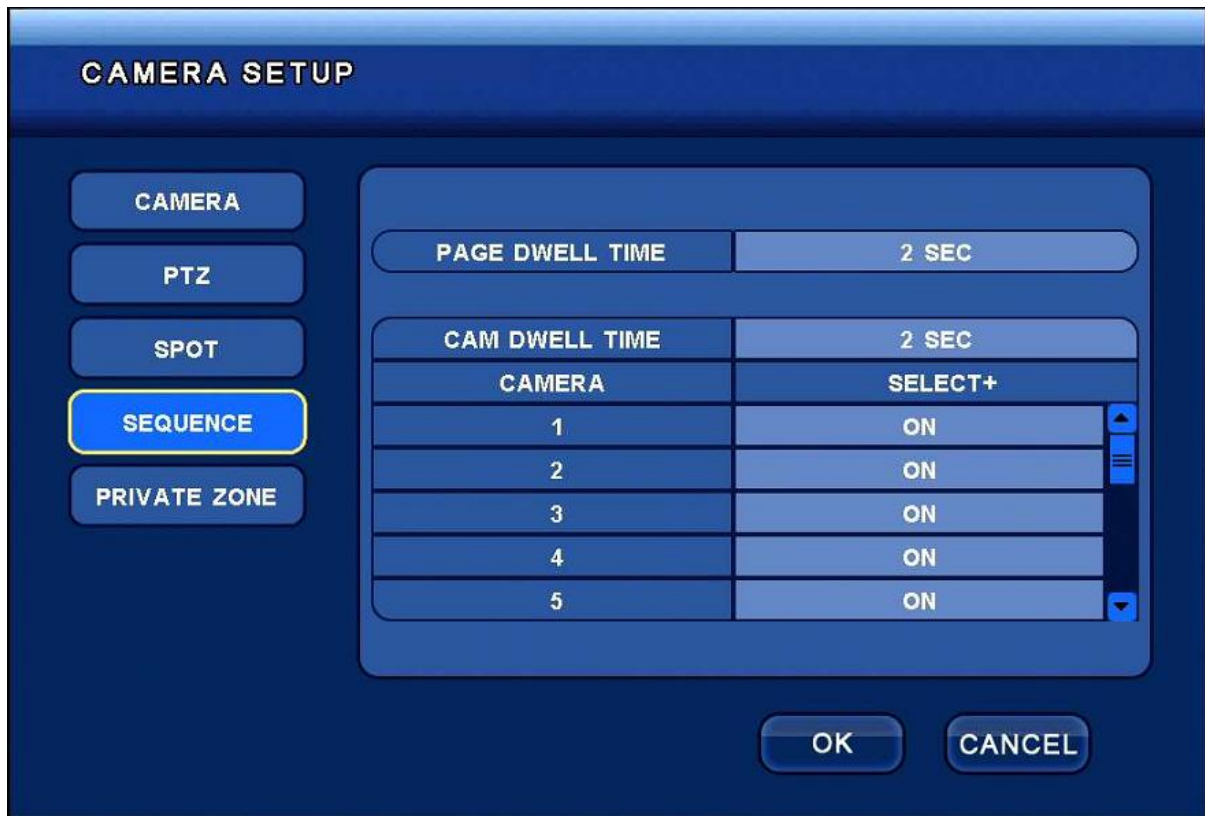 CAMERA SETUP
CAMERA
PTZ
SPOT
SEQUENCE
PRIVATE ZONE
PAGE DWELL TIME 2 SEC
CAM DWELL TIME 2 SEC
CAMERA SELECT+
1 ON
2 ON
3 ON
4 ON
5 ON
OK CANCEL